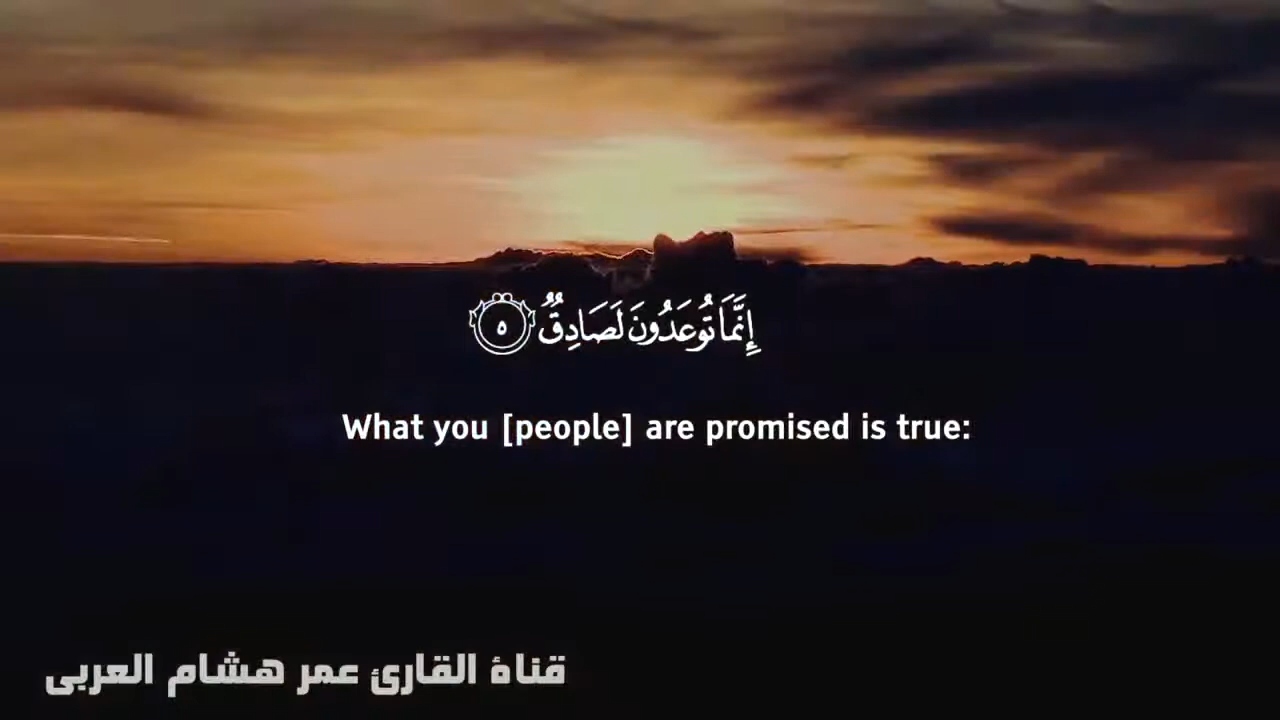 إِنَّمَا تُوعَدُونَ لَصَادِقٌ ٥
What you [people] are promised is true:
قناة القارئ عمر هشام العربى